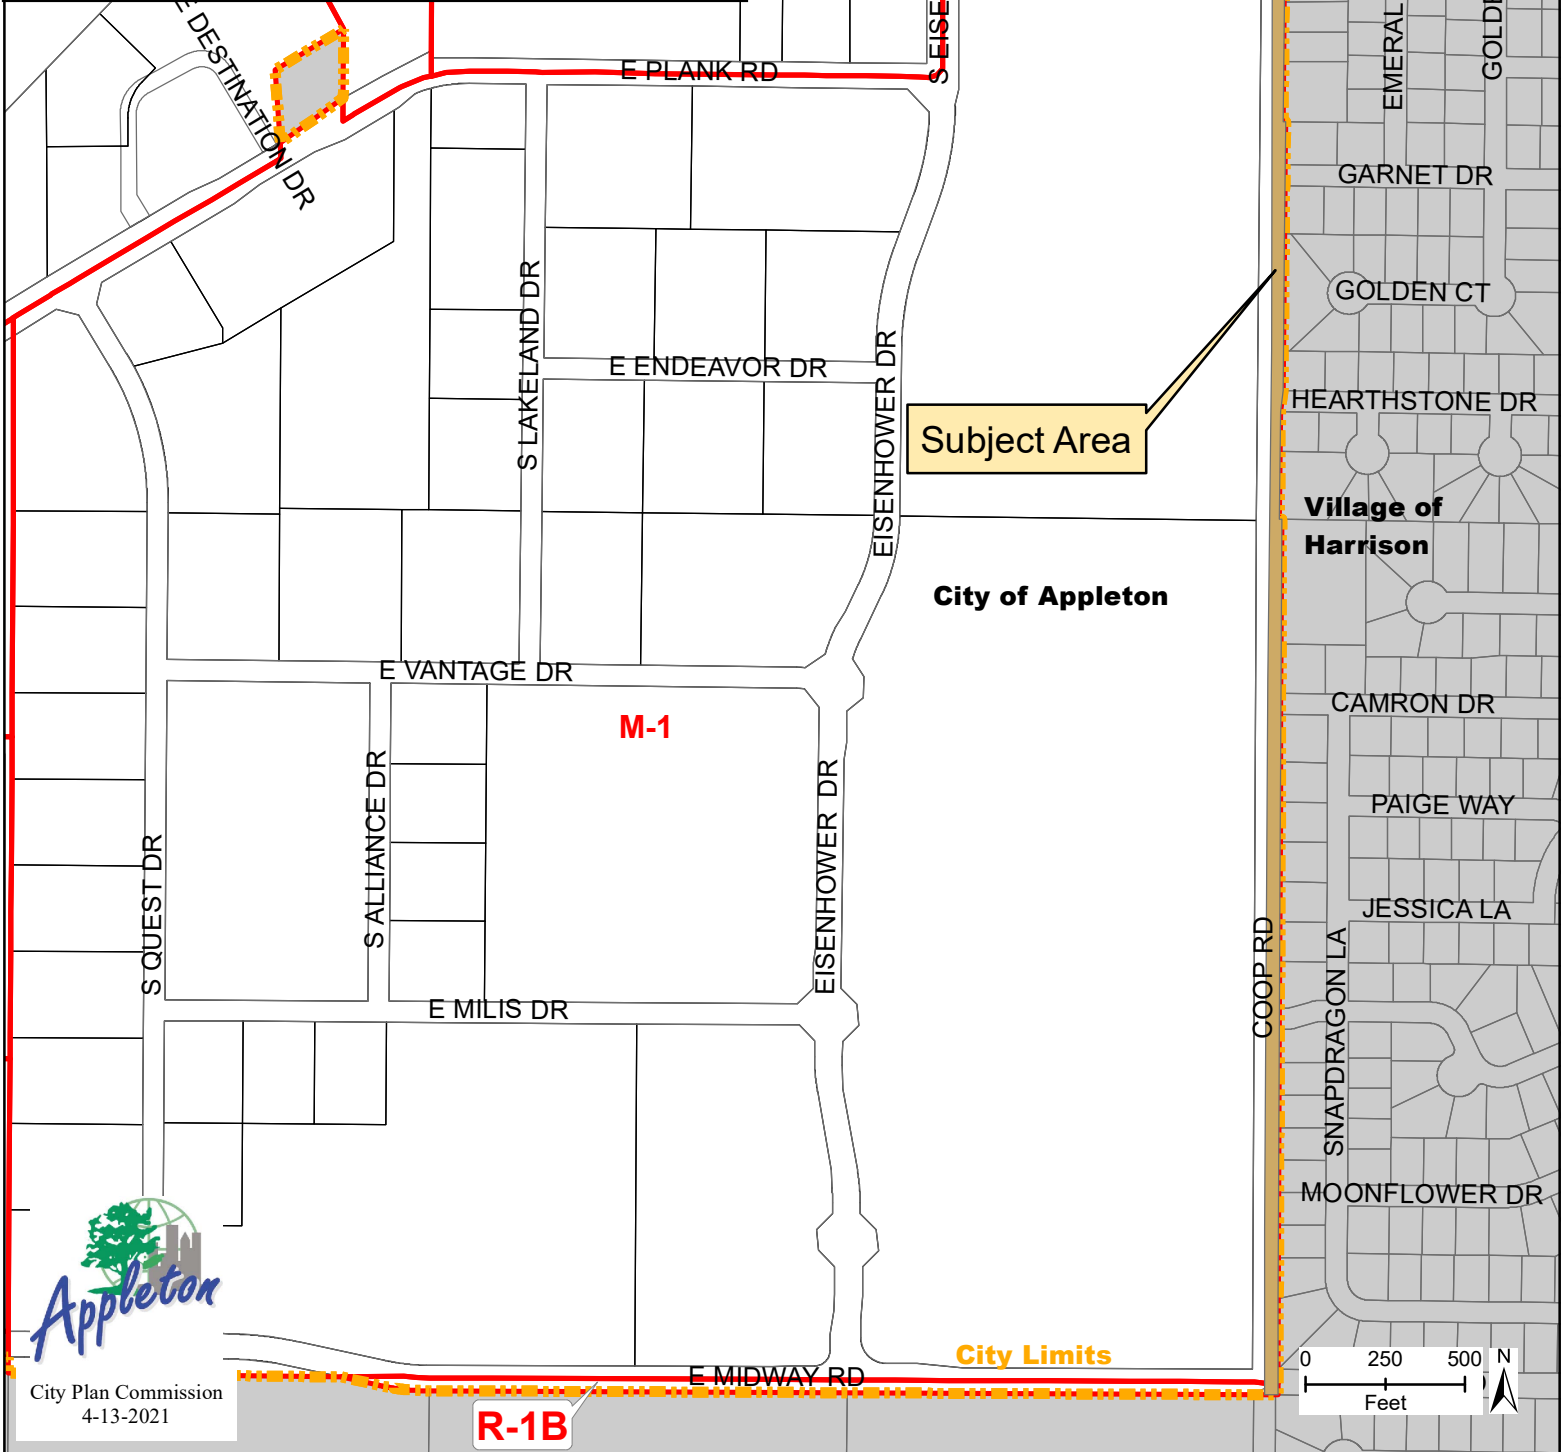 E DESTINATION DR
E PLANK RD
S EISE
EMERAL
GOLDE
GARNET DR
GOLDEN CT
S LAKELAND DR
E ENDEAVOR DR
EISENHOWER DR
HEARTHSTONE DR
Subject Area
Village of
Harrison
City of Appleton
E VANTAGE DR
M-1
CAMRON DR
S ALLIANCE DR
EISENHOWER DR
PAIGE WAY
S QUEST DR
JESSICA LA
COOP RD
SNAPDRAGON LA
E MILIS DR
MOONFLOWER DR
Appleton
City Limits
E MIDWAY RD
0 250 500
Feet
N
City Plan Commission
4-13-2021
R-1B